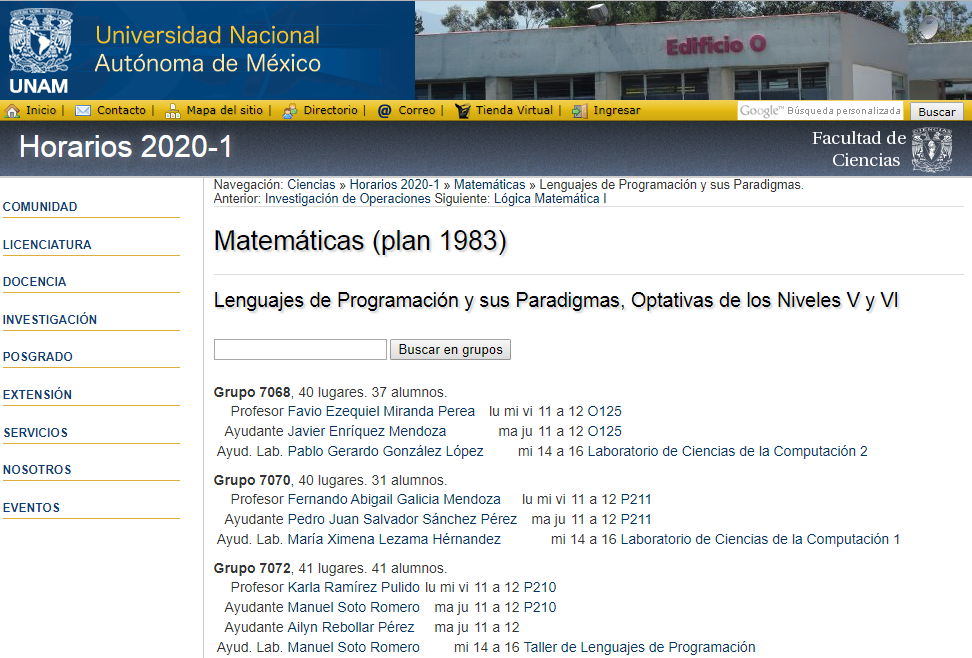 Universidad Nacional
Autónoma de México
UNAM
Edificio O
Inicio | Contacto | Mapa del sitio | Directorio | @ Correo | Tienda Virtual | Ingresar
Google™ Búsqueda personalizada Buscar
Horarios 2020-1
Facultad de
Ciencias
CIENCIAS
Navegación: Ciencias » Horarios 2020-1 » Matemáticas » Lenguajes de Programación y sus Paradigmas.
Anterior: Investigación de Operaciones Siguiente: Lógica Matemática I
COMUNIDAD
LICENCIATURA
DOCENCIA
INVESTIGACIÓN
POSGRADO
EXTENSIÓN
SERVICIOS
NOSOTROS
EVENTOS
Matemáticas (plan 1983)
Lenguajes de Programación y sus Paradigmas, Optativas de los Niveles V y VI
Buscar en grupos
Grupo 7068, 40 lugares. 37 alumnos.
Profesor Favio Ezequiel Miranda Perea lu mi vi 11 a 12 O125
Ayudante Javier Enríquez Mendoza ma ju 11 a 12 O125
Ayud. Lab. Pablo Gerardo González López mi 14 a 16 Laboratorio de Ciencias de la Computación 2
Grupo 7070, 40 lugares. 31 alumnos.
Profesor Fernando Abigail Galicia Mendoza lu mi vi 11 a 12 P211
Ayudante Pedro Juan Salvador Sánchez Pérez ma ju 11 a 12 P211
Ayud. Lab. María Ximena Lezama Hérnandez mi 14 a 16 Laboratorio de Ciencias de la Computación 1
Grupo 7072, 41 lugares. 41 alumnos.
Profesor Karla Ramírez Pulido lu mi vi 11 a 12 P210
Ayudante Manuel Soto Romero ma ju 11 a 12 P210
Ayudante Ailyn Rebollar Pérez ma ju 11 a 12
Ayud. Lab. Manuel Soto Romero mi 14 a 16 Taller de Lenguajes de Programación